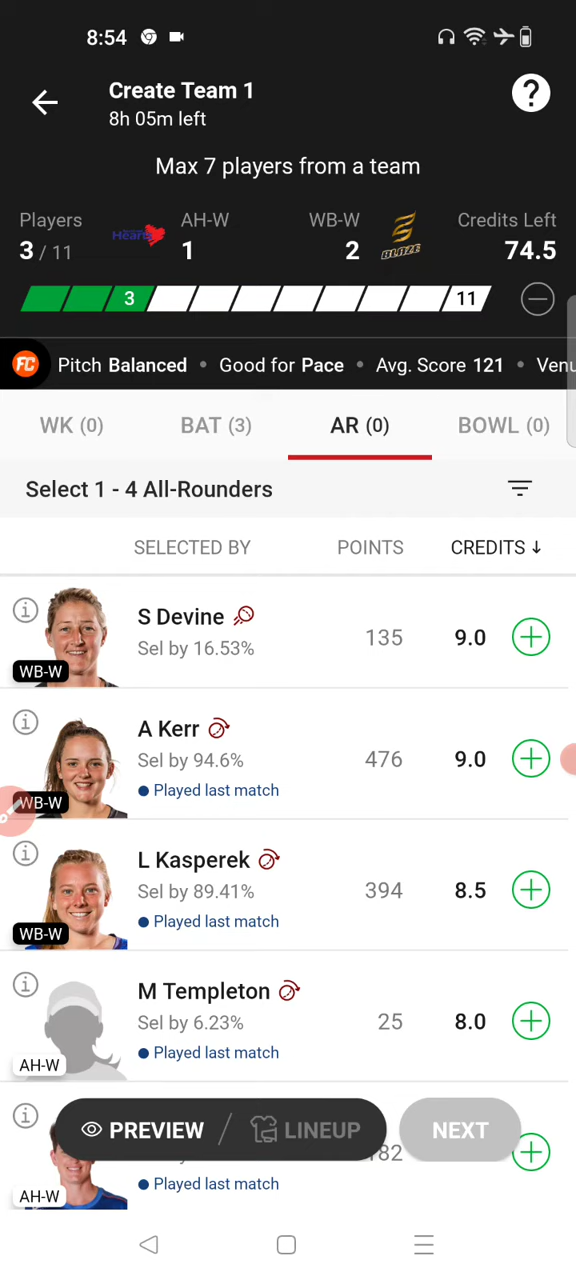 8:54
Create Team 1
8h 05m left
?
Max 7 players from a team
Players AH-W WB-W Credits Left
3 / 11 Hearts 1 2 BLAZE 74.5
3 11
FC Pitch Balanced • Good for Pace • Avg. Score 121 • Venu
WK (0) BAT (3) AR (0) BOWL (0)
Select 1 - 4 All-Rounders
SELECTED BY POINTS CREDITS ↓
S Devine
Sel by 16.53% 135 9.0
WB-W
A Kerr
Sel by 94.6% 476 9.0
Played last match
WB-W
L Kasperek
Sel by 89.41% 394 8.5
Played last match
WB-W
M Templeton
Sel by 6.23% 25 8.0
Played last match
AH-W
PREVIEW / LINEUP NEXT
82
Played last match
AH-W